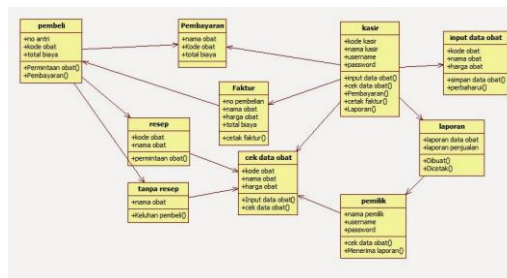 pembeli
+no antri
+kode obat
+total biaya
+Permintaan obat()
+Pembayaran()
Pembayaran
+nama obat
+Kode obat
+total biaya
kasir
+kode kasir
+nama kasir
+username
+password
+input data obat()
+cek data obat()
+Pembayaran()
+cetak faktur()
+Laporan()
input data obat
+kode obat
+nama obat
+harga obat
+simpan data obat()
+perbaharui()
Faktur
+no pembelian
+nama obat
+harga obat
+total biaya
+cetak faktur()
resep
+kode obat
+nama obat
+permintaan obat()
laporan
+laporan data obat
+laporan penjualan
+Dibuat()
+Dicetak()
cek data obat
+kode obat
+nama obat
+harga obat
+Input data obat()
+cek data obat()
tanpa resep
+nama obat
+Keluhan pembeli()
pemilik
+nama pemilik
+username
+password
+cek data obat()
+Menerima laporan()